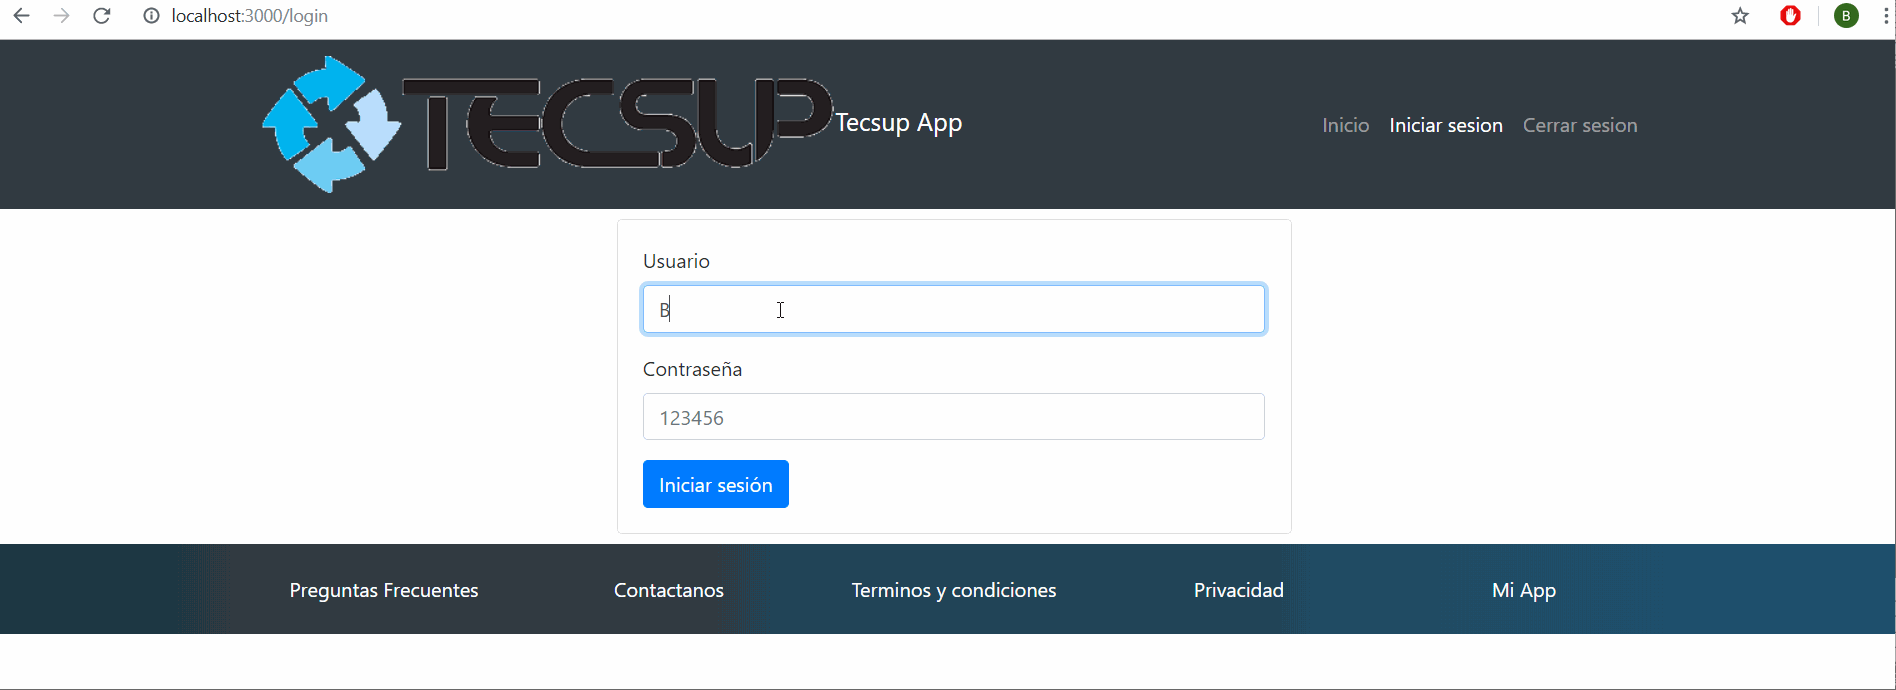 localhost:3000/login
B
TECSUP Tecsup App
Inicio Iniciar sesion Cerrar sesion
Usuario
B
Contraseña
123456
Iniciar sesión
Preguntas Frecuentes Contactanos Terminos y condiciones Privacidad Mi App